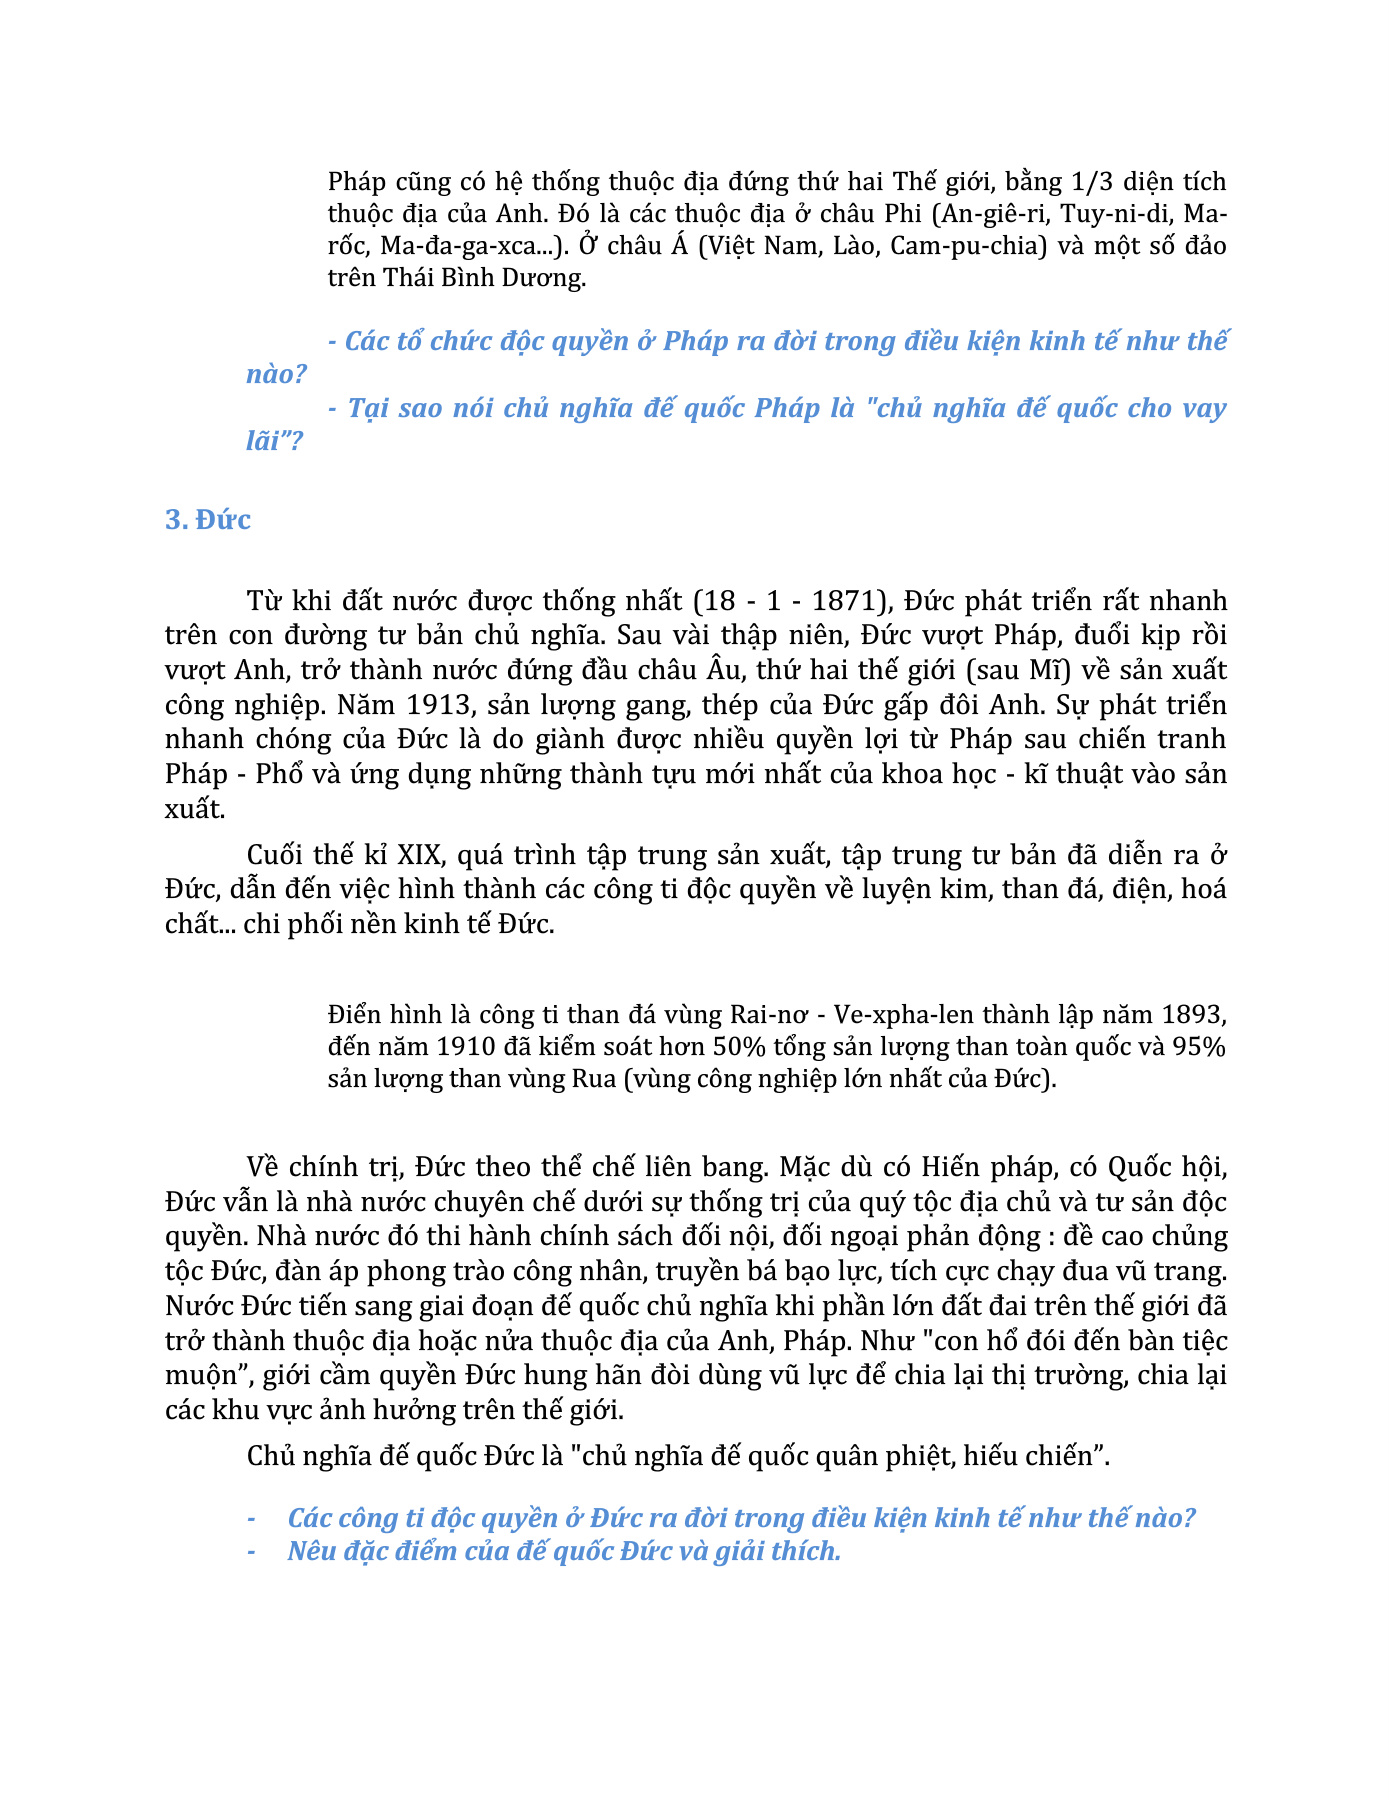 Pháp cũng có hệ thống thuộc địa đứng thứ hai Thế giới, bằng 1/3 diện tích
thuộc địa của Anh. Đó là các thuộc địa ở châu Phi (An-giê-ri, Tuy-ni-di, Ma-
rốc, Ma-đa-ga-xca...). Ở châu Á (Việt Nam, Lào, Cam-pu-chia) và một số đảo
trên Thái Bình Dương.
- Các tổ chức độc quyền ở Pháp ra đời trong điều kiện kinh tế như thế
nào?
- Tại sao nói chủ nghĩa đế quốc Pháp là "chủ nghĩa đế quốc cho vay
lãi”?
3. Đức
Từ khi đất nước được thống nhất (18 - 1 - 1871), Đức phát triển rất nhanh
trên con đường tư bản chủ nghĩa. Sau vài thập niên, Đức vượt Pháp, đuổi kịp rồi
vượt Anh, trở thành nước đứng đầu châu Âu, thứ hai thế giới (sau Mĩ) về sản xuất
công nghiệp. Năm 1913, sản lượng gang, thép của Đức gấp đôi Anh. Sự phát triển
nhanh chóng của Đức là do giành được nhiều quyền lợi từ Pháp sau chiến tranh
Pháp - Phổ và ứng dụng những thành tựu mới nhất của khoa học - kĩ thuật vào sản
xuất.
Cuối thế kỉ XIX, quá trình tập trung sản xuất, tập trung tư bản đã diễn ra ở
Đức, dẫn đến việc hình thành các công ti độc quyền về luyện kim, than đá, điện, hoá
chất... chi phối nền kinh tế Đức.
Điển hình là công ti than đá vùng Rai-nơ - Ve-xpha-len thành lập năm 1893,
đến năm 1910 đã kiểm soát hơn 50% tổng sản lượng than toàn quốc và 95%
sản lượng than vùng Rua (vùng công nghiệp lớn nhất của Đức).
Về chính trị, Đức theo thể chế liên bang. Mặc dù có Hiến pháp, có Quốc hội,
Đức vẫn là nhà nước chuyên chế dưới sự thống trị của quý tộc địa chủ và tư sản độc
quyền. Nhà nước đó thi hành chính sách đối nội, đối ngoại phản động : đề cao chủng
tộc Đức, đàn áp phong trào công nhân, truyền bá bạo lực, tích cực chạy đua vũ trang.
Nước Đức tiến sang giai đoạn đế quốc chủ nghĩa khi phần lớn đất đai trên thế giới đã
trở thành thuộc địa hoặc nửa thuộc địa của Anh, Pháp. Như "con hổ đói đến bàn tiệc
muộn”, giới cầm quyền Đức hung hãn đòi dùng vũ lực để chia lại thị trường, chia lại
các khu vực ảnh hưởng trên thế giới.
Chủ nghĩa đế quốc Đức là "chủ nghĩa đế quốc quân phiệt, hiếu chiến”.
- Các công ti độc quyền ở Đức ra đời trong điều kiện kinh tế như thế nào?
- Nêu đặc điểm của đế quốc Đức và giải thích.